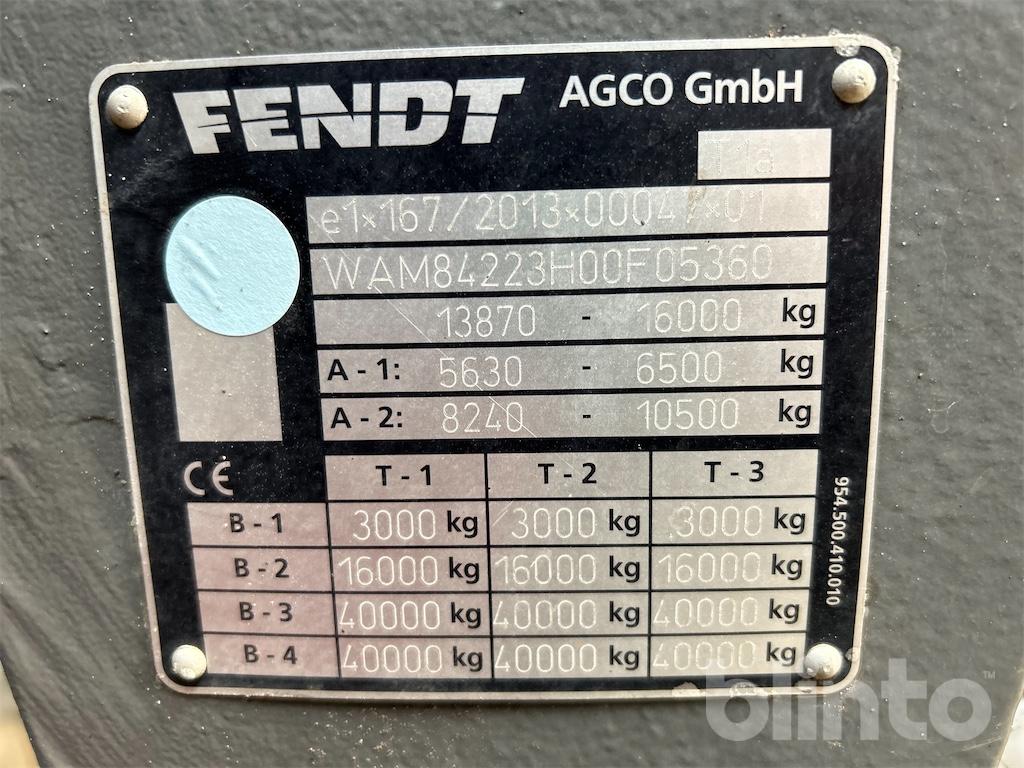 FENDT AGCO GmbH
T1a
e1×167/2013×00047×01
WAM84223H00F05360
13870 - 16000 kg
A - 1: 5630 - 6500 kg
A - 2: 8240 - 10500 kg
CE T - 1 T - 2 T - 3
B - 1 3000 kg 3000 kg 3000 kg
B - 2 16000 kg 16000 kg 16000 kg
B - 3 40000 kg 40000 kg 40000 kg
B - 4 40000 kg 40000 kg 40000 kg
954.500.410.010
blinto™